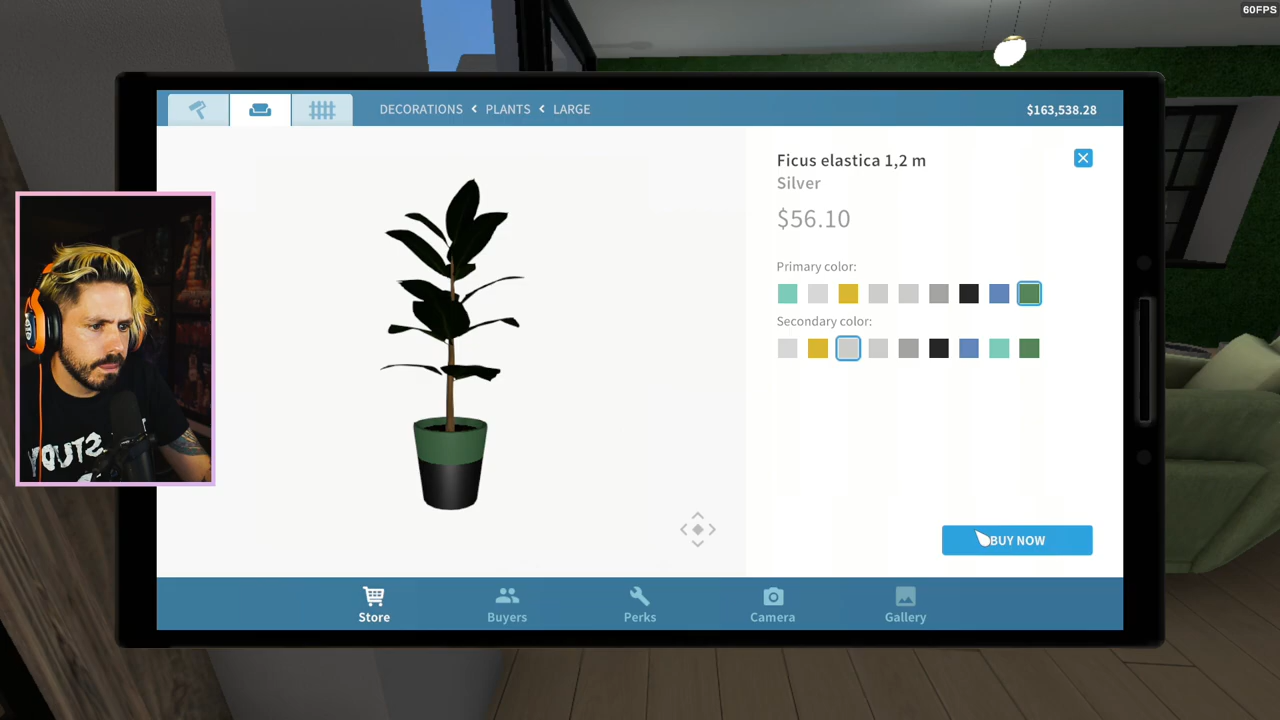 60FPS
DECORATIONS < PLANTS < LARGE
$163,538.28
Ficus elastica 1,2 m
Silver
$56.10
Primary color:
Secondary color:
BUY NOW
Store
Buyers
Perks
Camera
Gallery